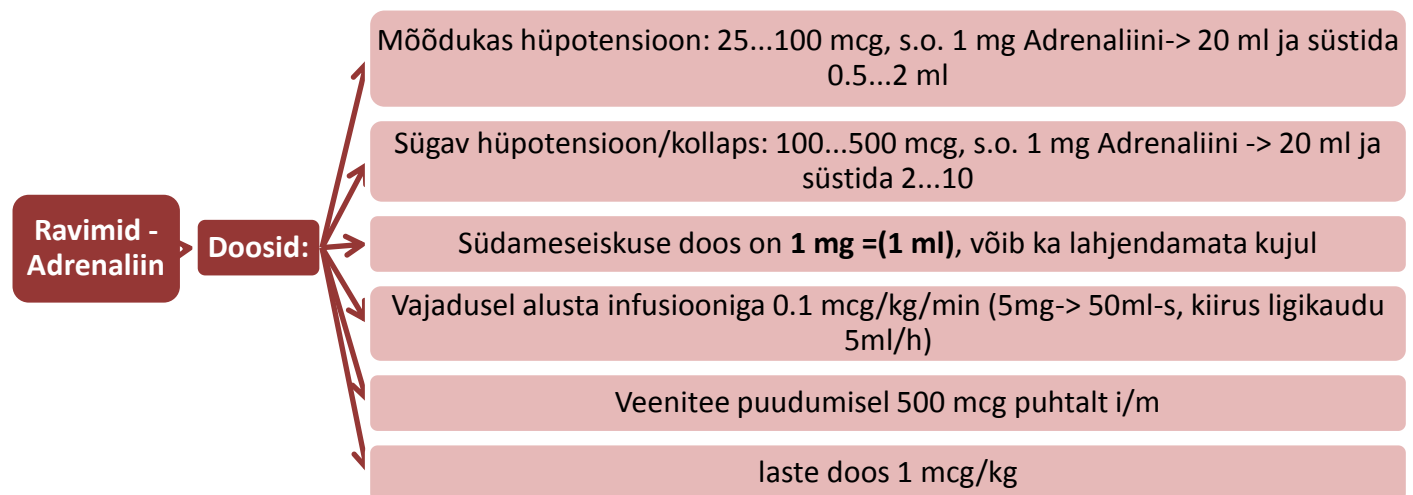 Ravimid -
Adrenaliin
Doosid:
Mõõdukas hüpotensioon: 25...100 mcg, s.o. 1 mg Adrenaliini-> 20 ml ja süstida
0.5...2 ml
Sügav hüpotensioon/kollaps: 100...500 mcg, s.o. 1 mg Adrenaliini -> 20 ml ja
süstida 2...10
Südameseiskuse doos on 1 mg =(1 ml), võib ka lahjendamata kujul
Vajadusel alusta infusiooniga 0.1 mcg/kg/min (5mg-> 50ml-s, kiirus ligikaudu
5ml/h)
Veenitee puudumisel 500 mcg puhtalt i/m
laste doos 1 mcg/kg